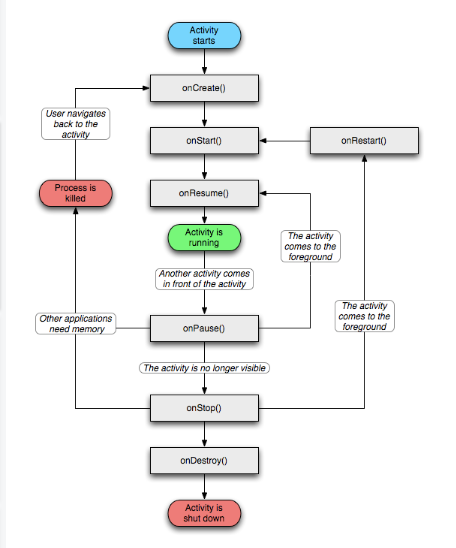 Activity
starts
onCreate()
User navigates
back to the
activity
onStart()
onRestart()
Process is
killed
onResume()
Activity is
running
The activity
comes to the
foreground
Another activity comes
in front of the activity
The activity
comes to the
foreground
Other applications
need memory
onPause()
The activity is no longer visible
onStop()
onDestroy()
Activity is
shut down